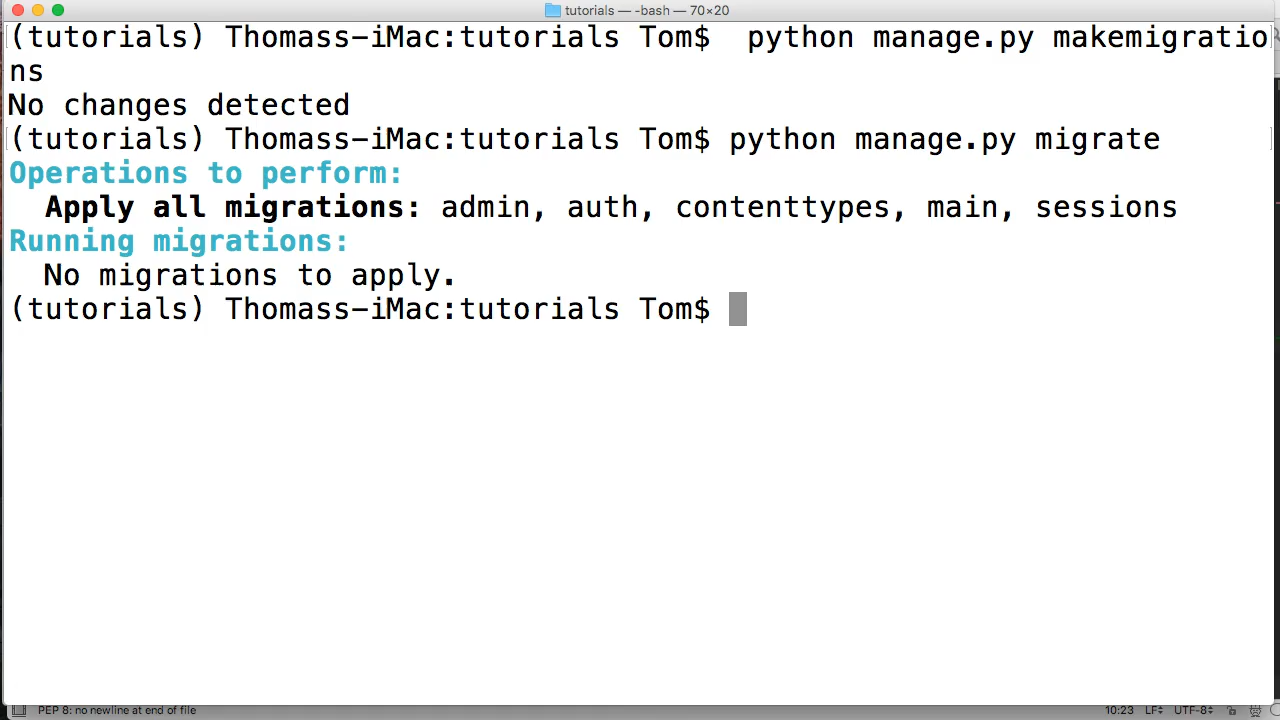 tutorials — -bash — 70×20
(tutorials) Thomass-iMac:tutorials Tom$  python manage.py makemigratio
ns
No changes detected
(tutorials) Thomass-iMac:tutorials Tom$ python manage.py migrate
Operations to perform:
  Apply all migrations: admin, auth, contenttypes, main, sessions
Running migrations:
  No migrations to apply.
(tutorials) Thomass-iMac:tutorials Tom$
PEP 8: no newline at end of file 10:23 LF UTF-8